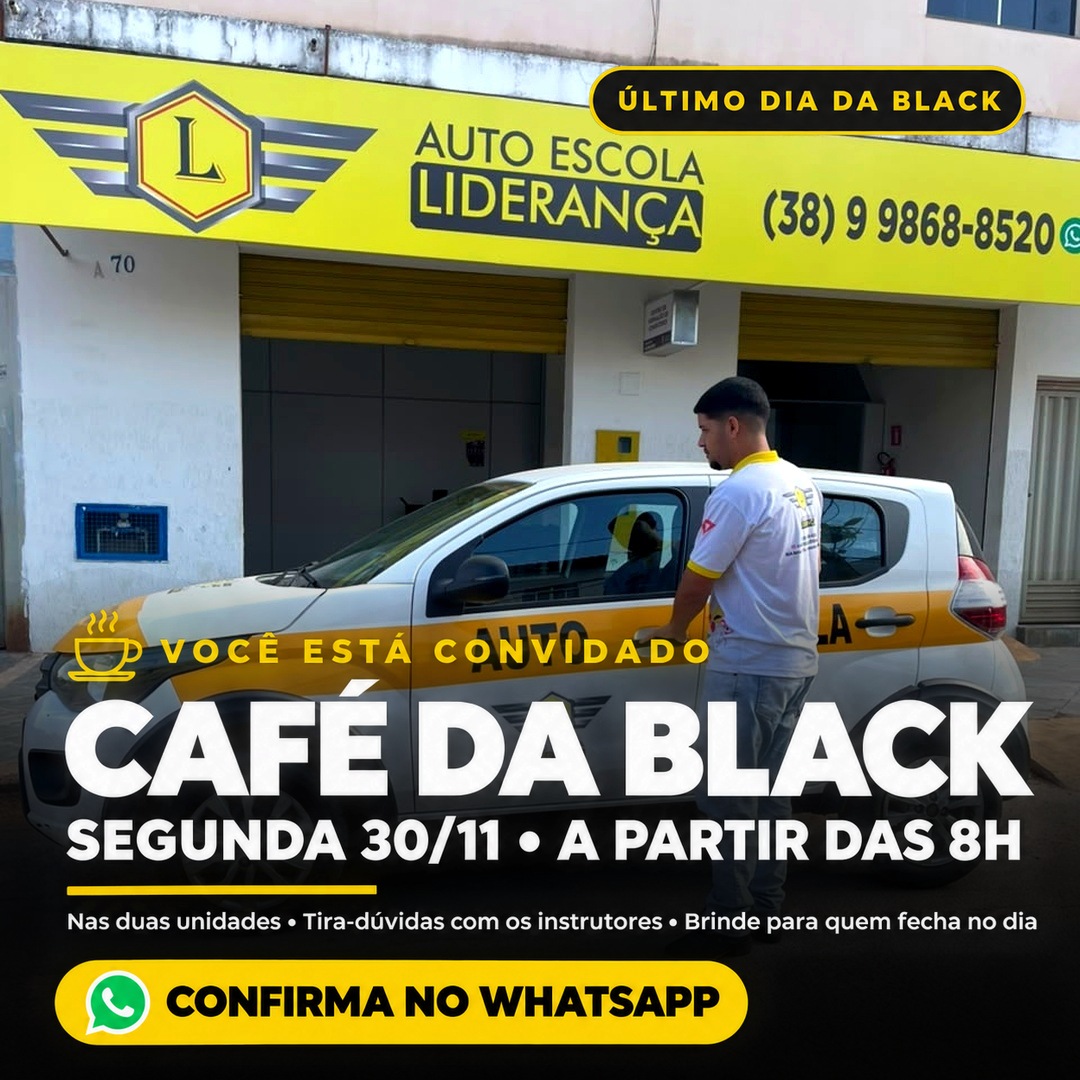 ÚLTIMO DIA DA BLACK
L
AUTO ESCOLA
LIDERANÇA
(38) 9 9868-8520
70
AUTO
LA
VOCÊ ESTÁ CONVIDADO
CAFÉ DA BLACK
SEGUNDA 30/11 • A PARTIR DAS 8H
Nas duas unidades • Tira-dúvidas com os instrutores • Brinde para quem fecha no dia
CONFIRMA NO WHATSAPP